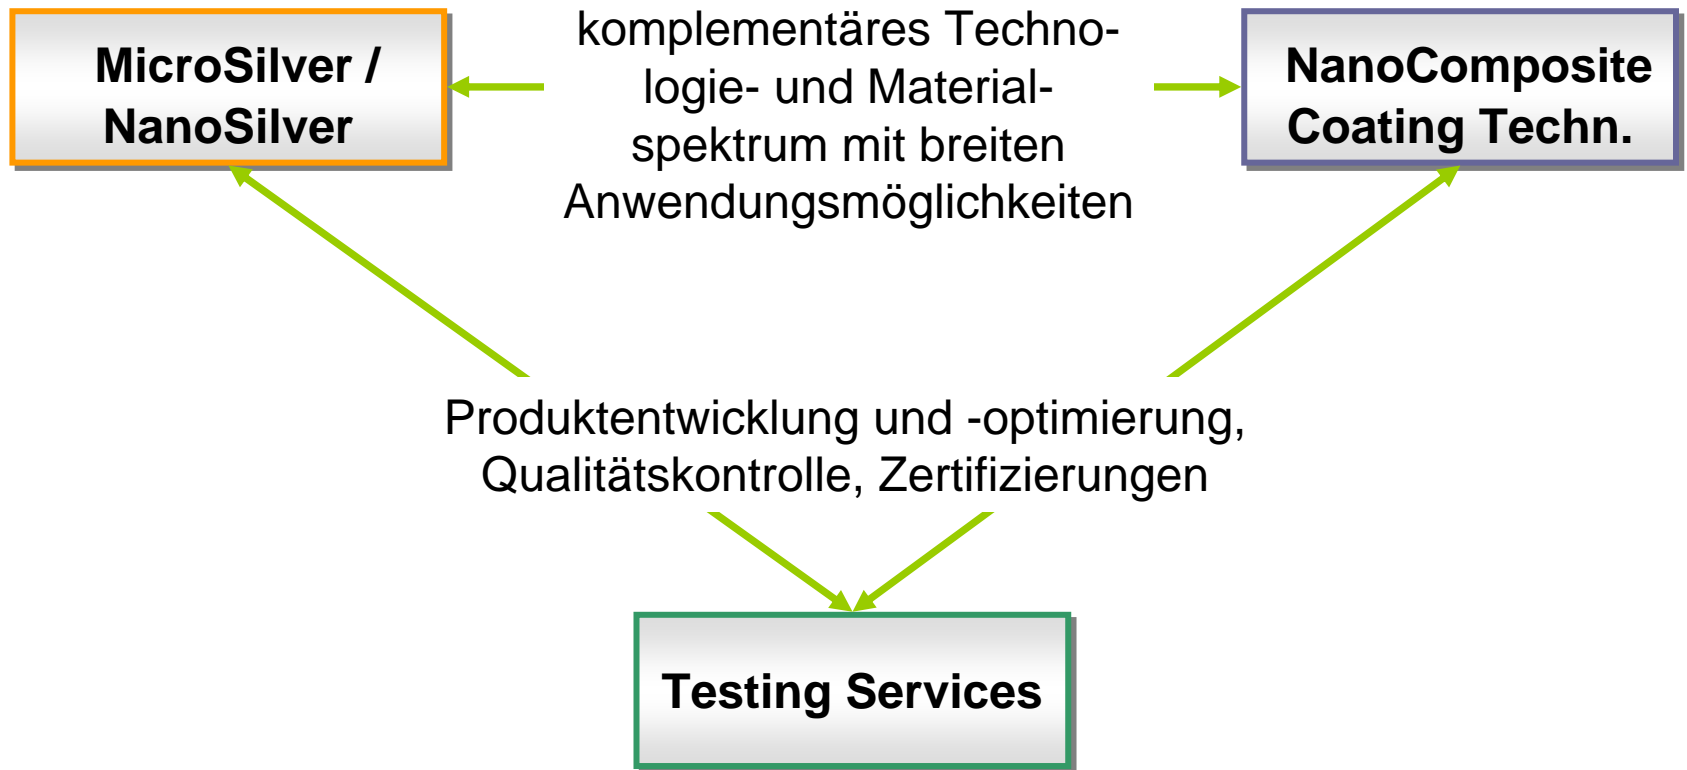 MicroSilver /
NanoSilver
komplementäres Techno-
logie- und Material-
spektrum mit breiten
Anwendungsmöglichkeiten
NanoComposite
Coating Techn.
Produktentwicklung und -optimierung,
Qualitätskontrolle, Zertifizierungen
Testing Services